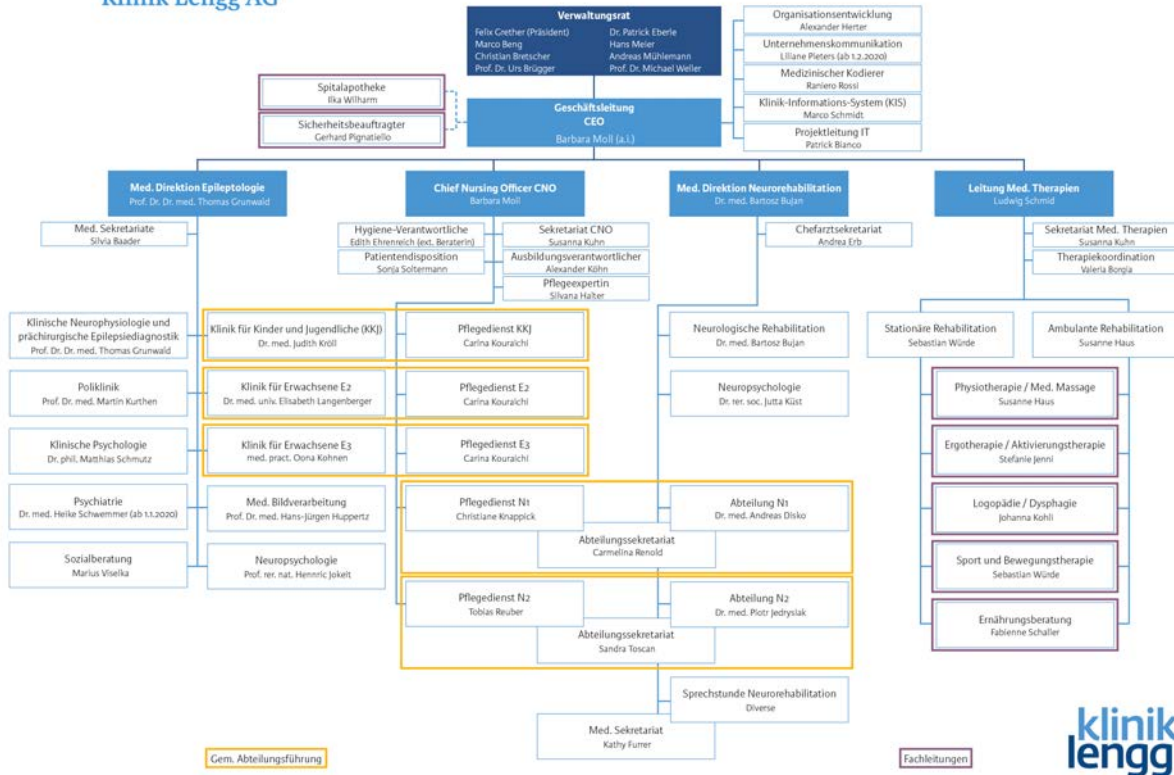 Klinik Lengg AG
Verwaltungsrat
Felix Grether (Präsident)
Marco Beng
Christian Bretscher
Prof. Dr. Urs Brügger
Dr. Patrick Eberle
Hans Meier
Andreas Mühlemann
Prof. Dr. Michael Weller
Organisationsentwicklung
Alexander Herter
Unternehmenskommunikation
Liliane Pieters (ab 1.2.2020)
Medizinischer Kodierer
Raniero Rossi
Klinik-Informations-System (KIS)
Marco Schmidt
Projektleitung IT
Patrick Bianco
Spitalapotheke
Ilka Wilharm
Sicherheitsbeauftragter
Gerhard Pignatiello
Geschäftsleitung
CEO
Barbara Moll (a.i.)
Med. Direktion Epileptologie
Prof. Dr. Dr. med. Thomas Grunwald
Chief Nursing Officer CNO
Barbara Moll
Med. Direktion Neurorehabilitation
Dr. med. Bartosz Bujan
Leitung Med. Therapien
Ludwig Schmid
Med. Sekretariate
Silvia Baader
Hygiene-Verantwortliche
Edith Ehrenreich (ext. Beraterin)
Patientendisposition
Sonja Soltermann
Sekretariat CNO
Susanna Kuhn
Ausbildungsverantwortlicher
Alexander Köhn
Pflegeexpertin
Silvana Halter
Chefarztsekretariat
Andrea Erb
Sekretariat Med. Therapien
Susanna Kuhn
Therapiekoordination
Valeria Borgia
Klinische Neurophysiologie und
prächirurgische Epilepsiediagnostik
Prof. Dr. Dr. med. Thomas Grunwald
Klinik für Kinder und Jugendliche (KKJ)
Dr. med. Judith Kröll
Pflegedienst KKJ
Carina Kouraichi
Neurologische Rehabilitation
Dr. med. Bartosz Bujan
Stationäre Rehabilitation
Sebastian Würde
Ambulante Rehabilitation
Susanne Haus
Poliklinik
Prof. Dr. med. Martin Kurthen
Klinik für Erwachsene E2
Dr. med. univ. Elisabeth Langenberger
Pflegedienst E2
Carina Kouraichi
Neuropsychologie
Dr. rer. soc. Jutta Küst
Physiotherapie / Med. Massage
Susanne Haus
Klinische Psychologie
Dr. phil. Matthias Schmutz
Klinik für Erwachsene E3
med. pract. Oona Kohnen
Pflegedienst E3
Carina Kouraichi
Ergotherapie / Aktivierungstherapie
Stefanie Jenni
Psychiatrie
Dr. med. Heike Schwemmer (ab 1.1.2020)
Med. Bildverarbeitung
Prof. Dr. med. Hans-Jürgen Huppertz
Pflegedienst N1
Christiane Knappick
Abteilung N1
Dr. med. Andreas Disko
Abteilungssekretariat
Carmelina Renold
Logopädie / Dysphagie
Johanna Kohli
Sozialberatung
Marius Viselka
Neuropsychologie
Prof. rer. nat. Hennric Jokeit
Sport und Bewegungstherapie
Sebastian Würde
Pflegedienst N2
Tobias Reuber
Abteilung N2
Dr. med. Piotr Jedrysiak
Abteilungssekretariat
Sandra Toscan
Ernährungsberatung
Fabienne Schaller
Sprechstunde Neurorehabilitation
Diverse
Med. Sekretariat
Kathy Furrer
Gem. Abteilungsführung
Fachleitungen
klinik
lengg